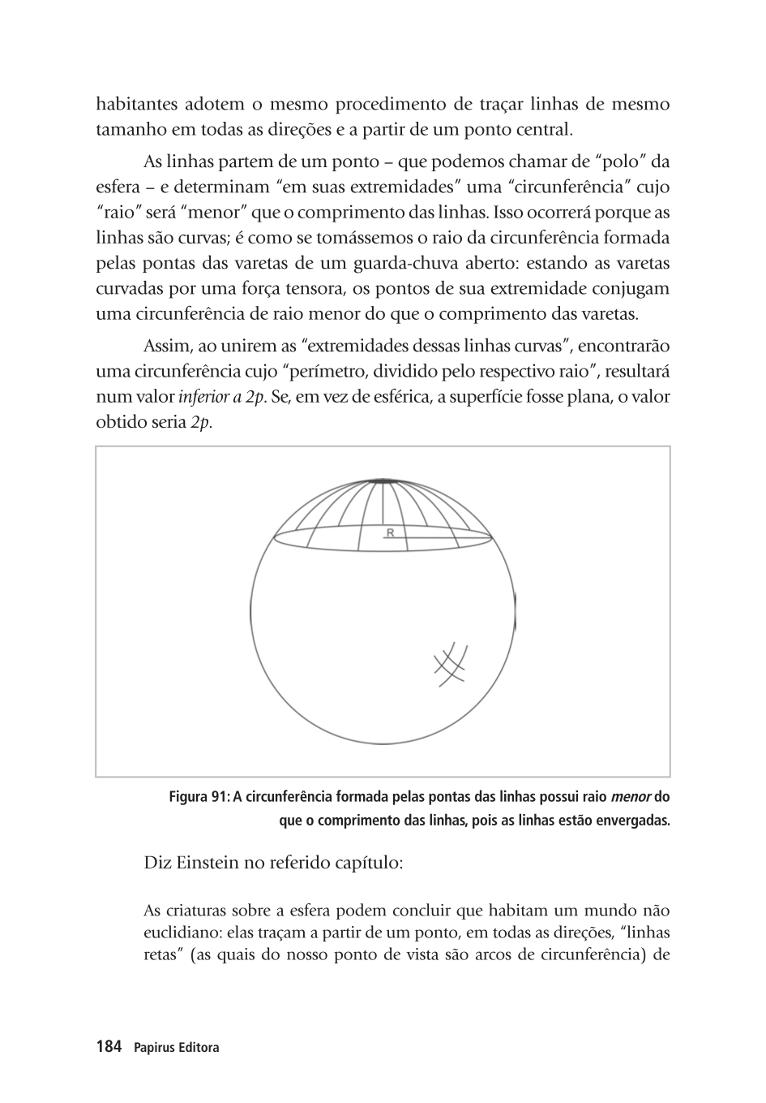 habitantes adotem o mesmo procedimento de traçar linhas de mesmo
tamanho em todas as direções e a partir de um ponto central.
As linhas partem de um ponto – que podemos chamar de “polo” da
esfera – e determinam “em suas extremidades” uma “circunferência” cujo
“raio” será “menor” que o comprimento das linhas. Isso ocorrerá porque as
linhas são curvas; é como se tomássemos o raio da circunferência formada
pelas pontas das varetas de um guarda-chuva aberto: estando as varetas
curvadas por uma força tensora, os pontos de sua extremidade conjugam
uma circunferência de raio menor do que o comprimento das varetas.
Assim, ao unirem as “extremidades dessas linhas curvas”, encontrarão
uma circunferência cujo “perímetro, dividido pelo respectivo raio”, resultará
num valor inferior a 2p. Se, em vez de esférica, a superfície fosse plana, o valor
obtido seria 2p.
R
Figura 91: A circunferência formada pelas pontas das linhas possui raio menor do
que o comprimento das linhas, pois as linhas estão envergadas.
Diz Einstein no referido capítulo:
As criaturas sobre a esfera podem concluir que habitam um mundo não
euclidiano: elas traçam a partir de um ponto, em todas as direções, “linhas
retas” (as quais do nosso ponto de vista são arcos de circunferência) de
184 Papirus Editora